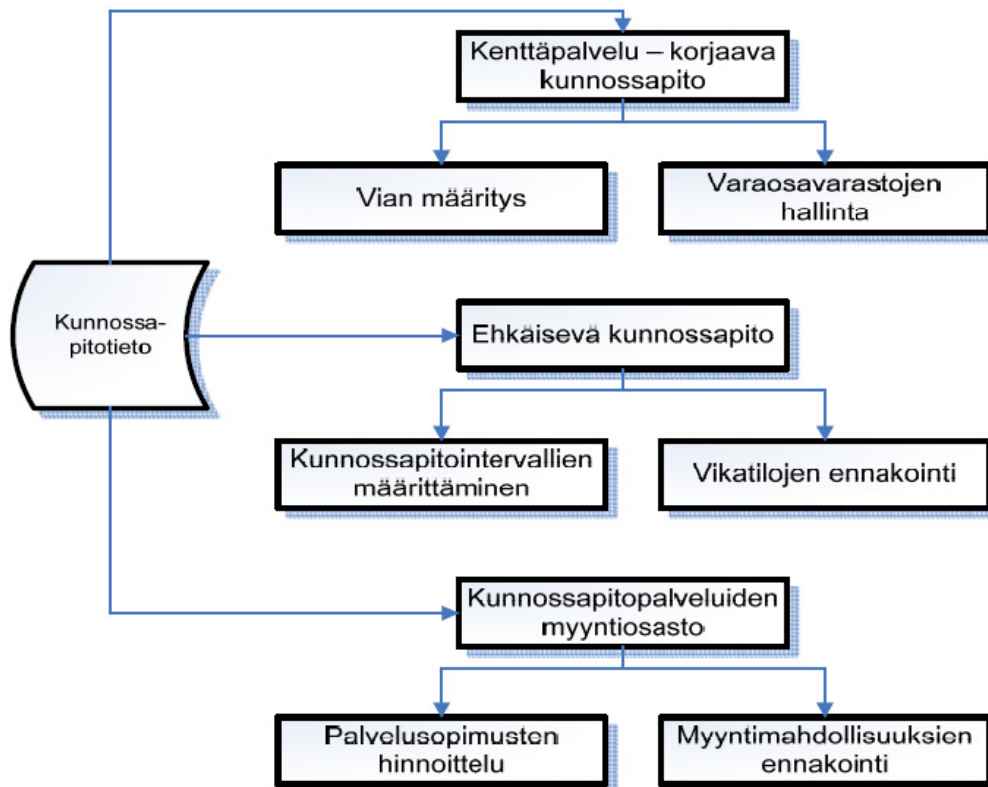 Kenttäpalvelu – korjaava
kunnossapito
Vian määritys
Varaosavarastojen
hallinta
Kunnossa-
pitotieto
Ehkäisevä kunnossapito
Kunnossapitointervallien
määrittäminen
Vikatilojen ennakointi
Kunnossapitopalveluiden
myyntiosasto
Palvelusopimusten
hinnoittelu
Myyntimahdollisuuksien
ennakointi